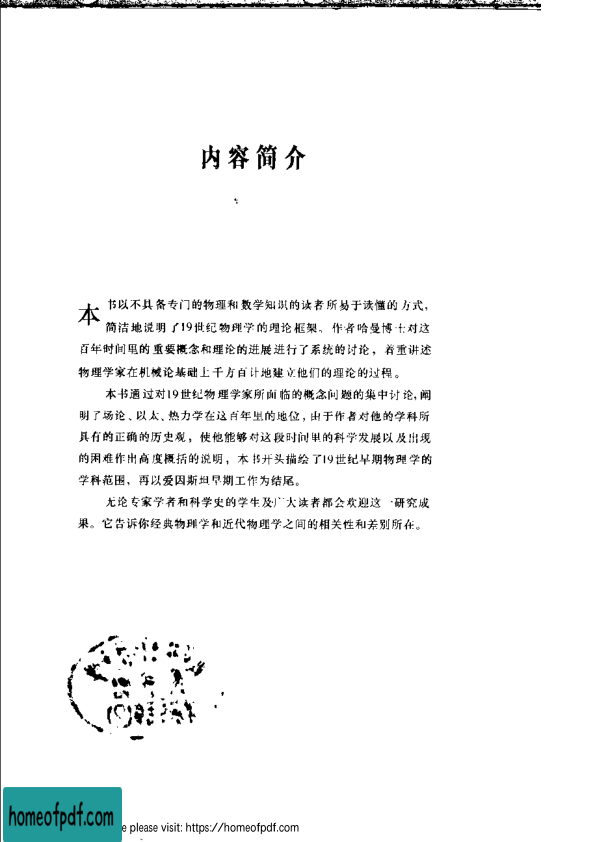 内容简介
本书以不具备专门的物理和数学知识的读者所易于读懂的方式,
简洁地说明了19世纪物理学的理论框架。作者哈曼博士对这
百年时间里的重要概念和理论的进展进行了系统的讨论，着重讲述
物理学家在机械论基础上千方百计地建立他们的理论的过程。
本书通过对19世纪物理学家所面临的概念问题的集中讨论,阐
明了场论、以太、热力学在这百年里的地位，由于作者对他的学科所
具有的正确的历史观，使他能够对这段时间里的科学发展以及出现
的困难作出高度概括的说明，本书开头描绘了19世纪早期物理学的
学科范围，再以爱因斯坦早期工作为结尾。
无论专家学者和科学史的学生及广大读者都会欢迎这一研究成
果。它告诉你经典物理学和近代物理学之间的相关性和差别所在。
homeofpdf.com
e please visit: https://homeofpdf.com